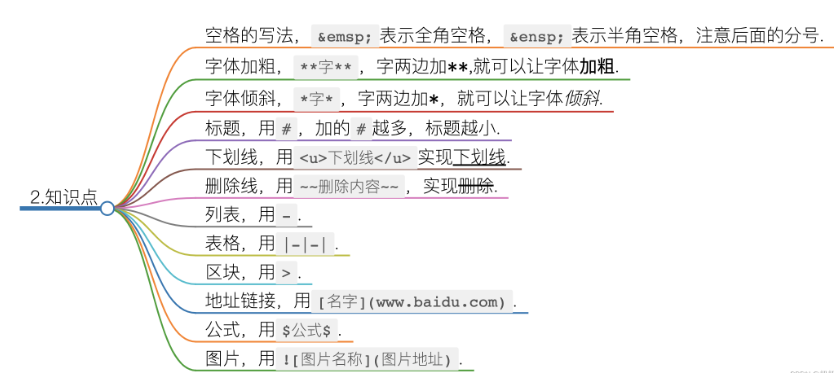 空格的写法， &emsp; 表示全角空格， &ensp; 表示半角空格，注意后面的分号.
字体加粗， **字** ，字两边加**,就可以让字体加粗.
字体倾斜， *字* ，字两边加*，就可以让字体倾斜.
标题，用 # ，加的 # 越多，标题越小.
下划线，用 <u>下划线</u> 实现下划线.
删除线，用 ~~删除内容~~ ，实现删除.
2.知识点
列表，用 - .
表格，用 |-|-| .
区块，用 > .
地址链接，用 [名字](www.baidu.com) .
公式，用 $公式$ .
图片，用 ![图片名称](图片地址) .